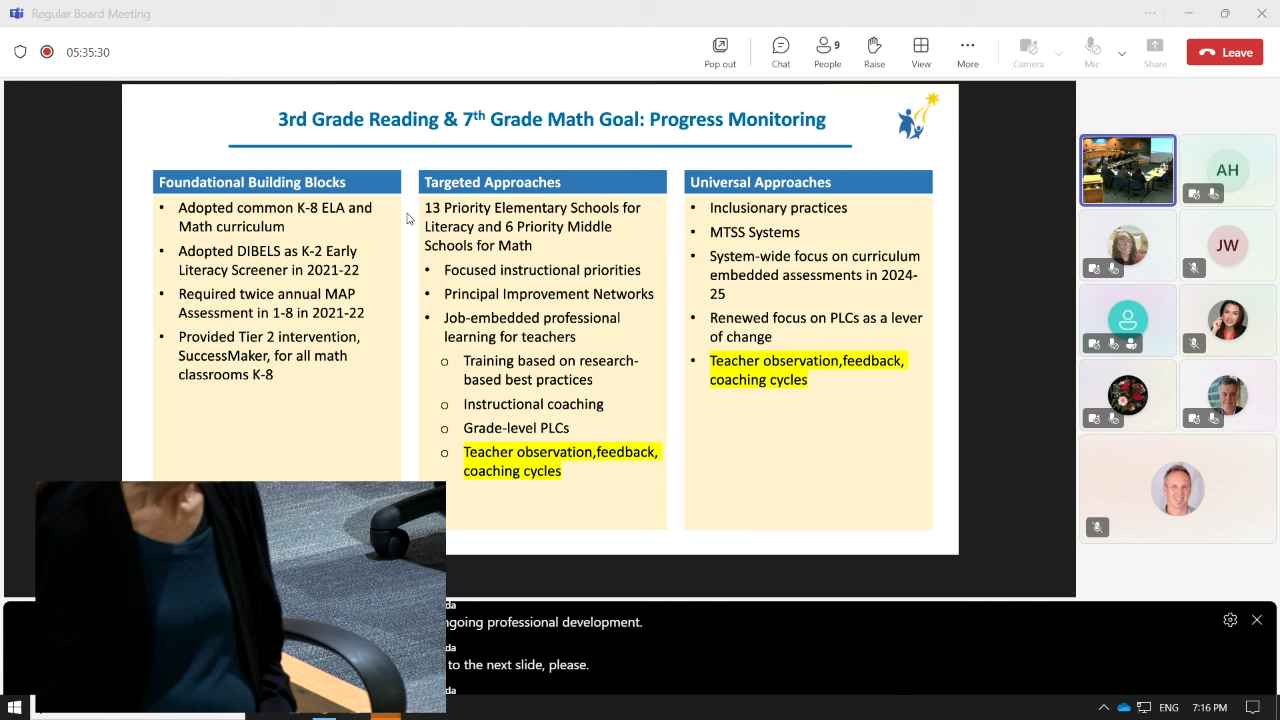 Regular Board Meeting
05:35:30
Pop out
Chat
9
People
Raise
View
More
Camera
Mic
Share
Leave
3rd Grade Reading & 7th Grade Math Goal: Progress Monitoring
Foundational Building Blocks
• Adopted common K-8 ELA and
Math curriculum
• Adopted DIBELS as K-2 Early
Literacy Screener in 2021-22
• Required twice annual MAP
Assessment in 1-8 in 2021-22
• Provided Tier 2 intervention,
SuccessMaker, for all math
classrooms K-8
Targeted Approaches
13 Priority Elementary Schools for
Literacy and 6 Priority Middle
Schools for Math
• Focused instructional priorities
• Principal Improvement Networks
• Job-embedded professional
learning for teachers
o Training based on research-
based best practices
o Instructional coaching
o Grade-level PLCs
o Teacher observation,feedback,
coaching cycles
Universal Approaches
• Inclusionary practices
• MTSS Systems
• System-wide focus on curriculum
embedded assessments in 2024-
25
• Renewed focus on PLCs as a lever
of change
• Teacher observation,feedback,
coaching cycles
AH
JW
da
ngoing professional development.
da
to the next slide, please.
da
ENG
7:16 PM